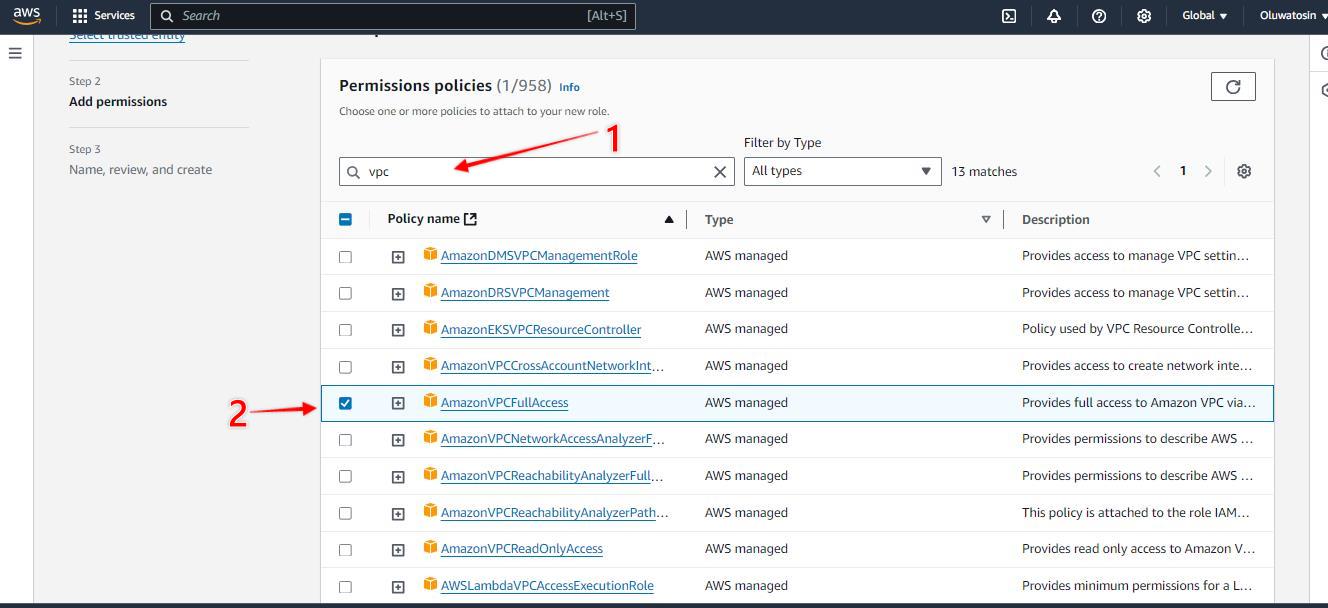 aws Services Search [Alt+S] Global Oluwatosin
Select trusted entity
Step 2
Add permissions
Step 3
Name, review, and create
Permissions policies (1/958) Info
Choose one or more policies to attach to your new role.
1
Filter by Type
vpc All types 13 matches 1
Policy name Type Description
AmazonDMSVPCManagementRole AWS managed Provides access to manage VPC settin…
AmazonDRSVPCManagement AWS managed Provides access to manage VPC settin…
AmazonEKSVPCResourceController AWS managed Policy used by VPC Resource Controlle…
AmazonVPCCrossAccountNetworkInt… AWS managed Provides access to create network inte…
2 AmazonVPCFullAccess AWS managed Provides full access to Amazon VPC via…
AmazonVPCNetworkAccessAnalyzerF… AWS managed Provides permissions to describe AWS …
AmazonVPCReachabilityAnalyzerFull… AWS managed Provides permissions to describe AWS …
AmazonVPCReachabilityAnalyzerPath… AWS managed This policy is attached to the role IAM…
AmazonVPCReadOnlyAccess AWS managed Provides read only access to Amazon V…
AWSLambdaVPCAccessExecutionRole AWS managed Provides minimum permissions for a L…